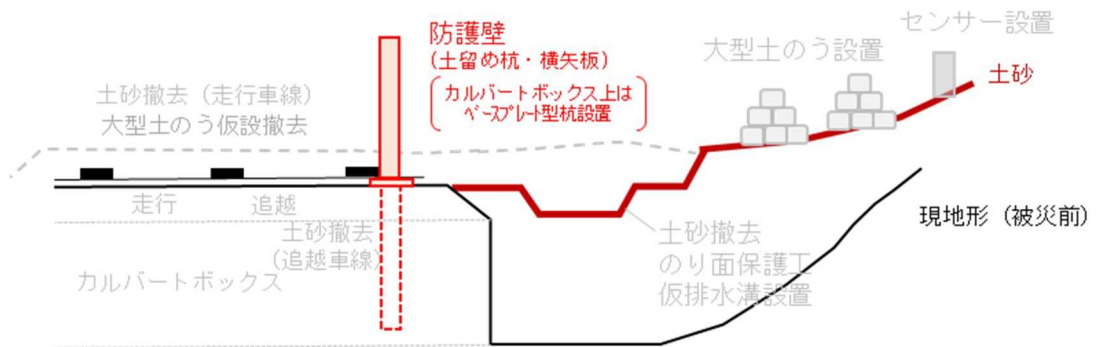 センサー設置
防護壁
(土留め杭・横矢板)
カルバートボックス上は
ベースプレート型杭設置
大型土のう設置
土砂
土砂撤去（走行車線）
大型土のう仮設撤去
走行
追越
現地形（被災前）
土砂撤去
(追越車線)
土砂撤去
のり面保護工
仮排水溝設置
カルバートボックス